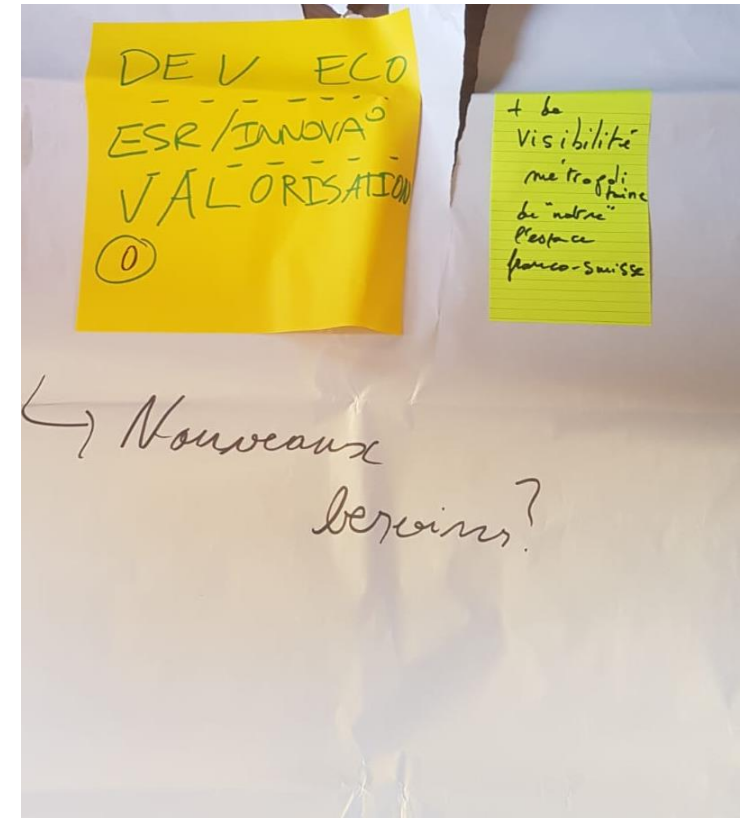 DEV ECO
ESR/INNOVA°
VALORISATION
0
+ de
visibilité
métropolitaine
de "notre"
l'espace
franco-suisse
↳ Nouveaux
besoins?